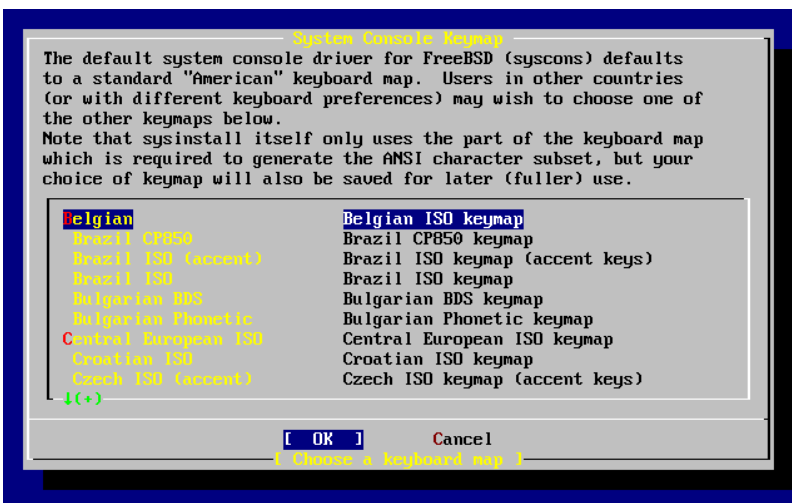 System Console Keymap
The default system console driver for FreeBSD (syscons) defaults
to a standard "American" keyboard map.  Users in other countries
(or with different keyboard preferences) may wish to choose one of
the other keymaps below.
Note that sysinstall itself only uses the part of the keyboard map
which is required to generate the ANSI character subset, but your
choice of keymap will also be saved for later (fuller) use.
Belgian Belgian ISO keymap
Brazil CP850 Brazil CP850 keymap
Brazil ISO (accent) Brazil ISO keymap (accent keys)
Brazil ISO Brazil ISO keymap
Bulgarian BDS Bulgarian BDS keymap
Bulgarian Phonetic Bulgarian Phonetic keymap
Central European ISO Central European ISO keymap
Croatian ISO Croatian ISO keymap
Czech ISO (accent) Czech ISO keymap (accent keys)
↓(+)
[ OK ] Cancel
[ Choose a keyboard map ]